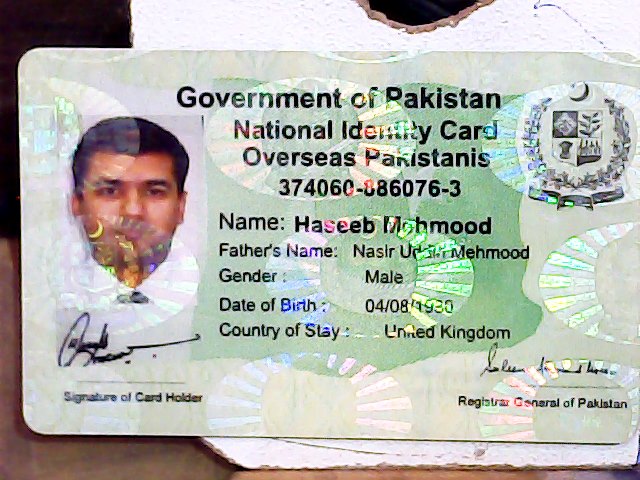 Government of Pakistan
National Identity Card
Overseas Pakistanis
374060-886076-3
Name: Haseeb Mehmood
Father's Name: Nasir Mehmood
Gender : Male
Date of Birth : 04/08/1980
Country of Stay : United Kingdom
Signature of Card Holder
Registrar General of Pakistan